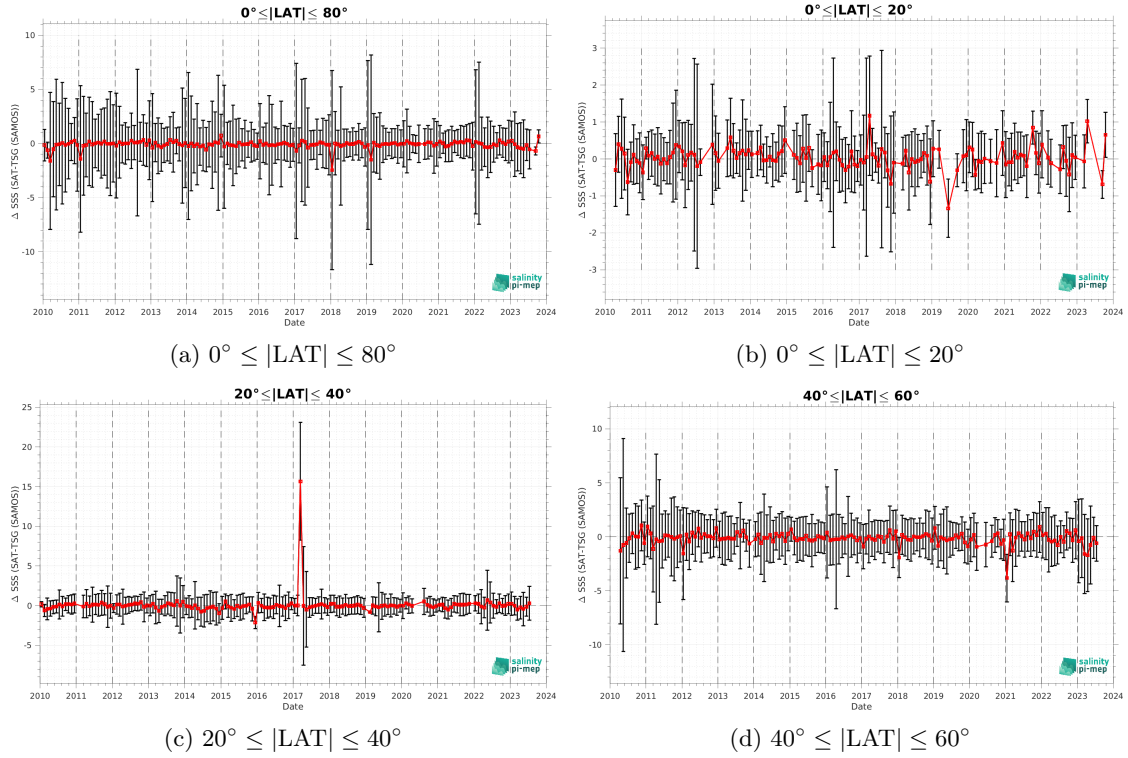 0°≤|LAT|≤ 80°
Δ SSS (SAT-TSG (SAMOS))
10
5
0
-5
-10
2010 2011 2012 2013 2014 2015 2016 2017 2018 2019 2020 2021 2022 2023 2024
Date
salinity
pi-mep
(a) 0° ≤ |LAT| ≤ 80°
0°≤|LAT|≤ 20°
Δ SSS (SAT-TSG (SAMOS))
3
2
1
0
-1
-2
-3
2010 2011 2012 2013 2014 2015 2016 2017 2018 2019 2020 2021 2022 2023 2024
Date
salinity
pi-mep
(b) 0° ≤ |LAT| ≤ 20°
20°≤|LAT|≤ 40°
Δ SSS (SAT-TSG (SAMOS))
25
20
15
10
5
0
-5
2010 2011 2012 2013 2014 2015 2016 2017 2018 2019 2020 2021 2022 2023 2024
Date
salinity
pi-mep
(c) 20° ≤ |LAT| ≤ 40°
40°≤|LAT|≤ 60°
Δ SSS (SAT-TSG (SAMOS))
10
5
0
-5
-10
2010 2011 2012 2013 2014 2015 2016 2017 2018 2019 2020 2021 2022 2023 2024
Date
salinity
pi-mep
(d) 40° ≤ |LAT| ≤ 60°